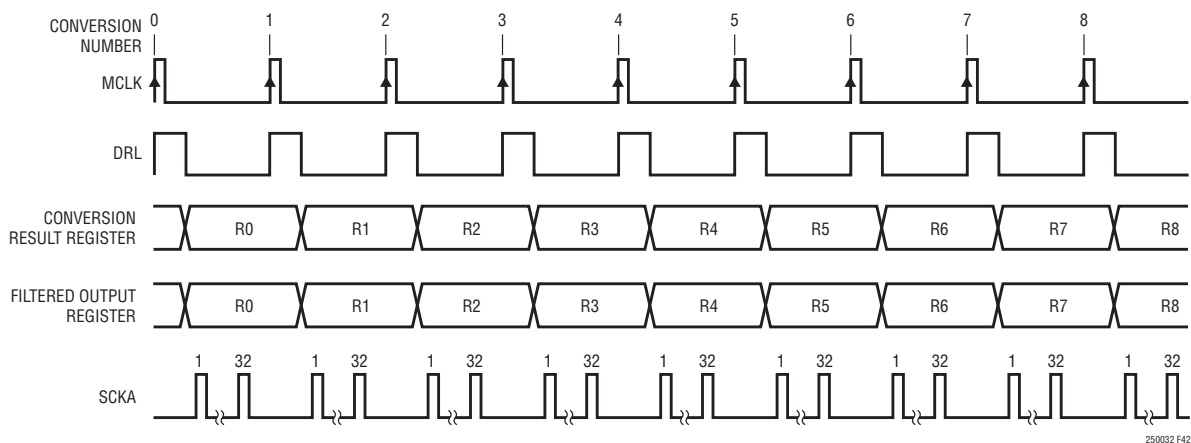 CONVERSION
NUMBER
0 1 2 3 4 5 6 7 8
MCLK
DRL
CONVERSION
RESULT REGISTER
R0 R1 R2 R3 R4 R5 R6 R7 R8
FILTERED OUTPUT
REGISTER
R0 R1 R2 R3 R4 R5 R6 R7 R8
1 32 1 32 1 32 1 32 1 32 1 32 1 32 1 32 1 32
SCKA
250032 F42